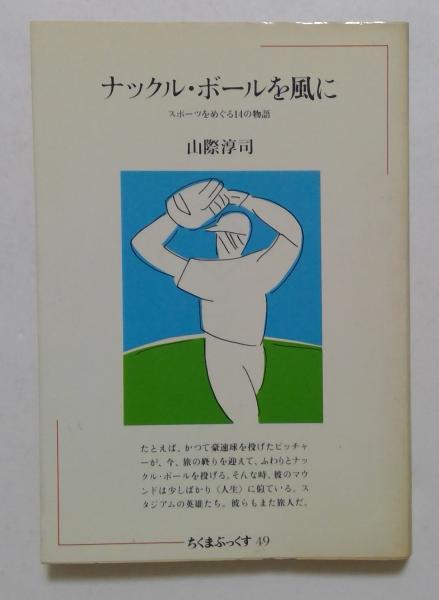 ナックル・ボールを風に
スポーツをめぐる14の物語
山際淳司
たとえば、かつて豪速球を投げたピッチャ
ーが、今、旅の終りを迎えて、ふわりとナッ
クル・ボールを投げる。そんな時、彼のマウ
ンドは少しばかり〈人生〉に似ている。ス
タジアムの英雄たち。彼らもまた旅人だ。
ちくまぶっくす 49